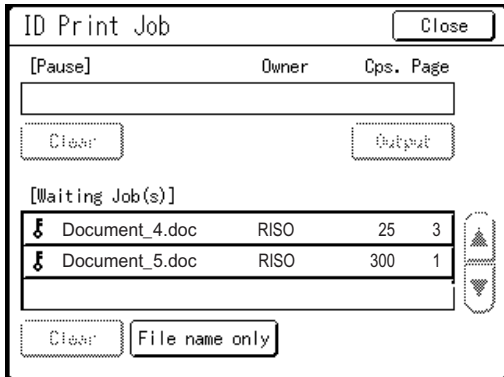 ID Print Job Close
[Pause] Owner Cps. Page
Clear Output
[Waiting Job(s)]
Document_4.doc RISO 25 3
Document_5.doc RISO 300 1
Clear File name only